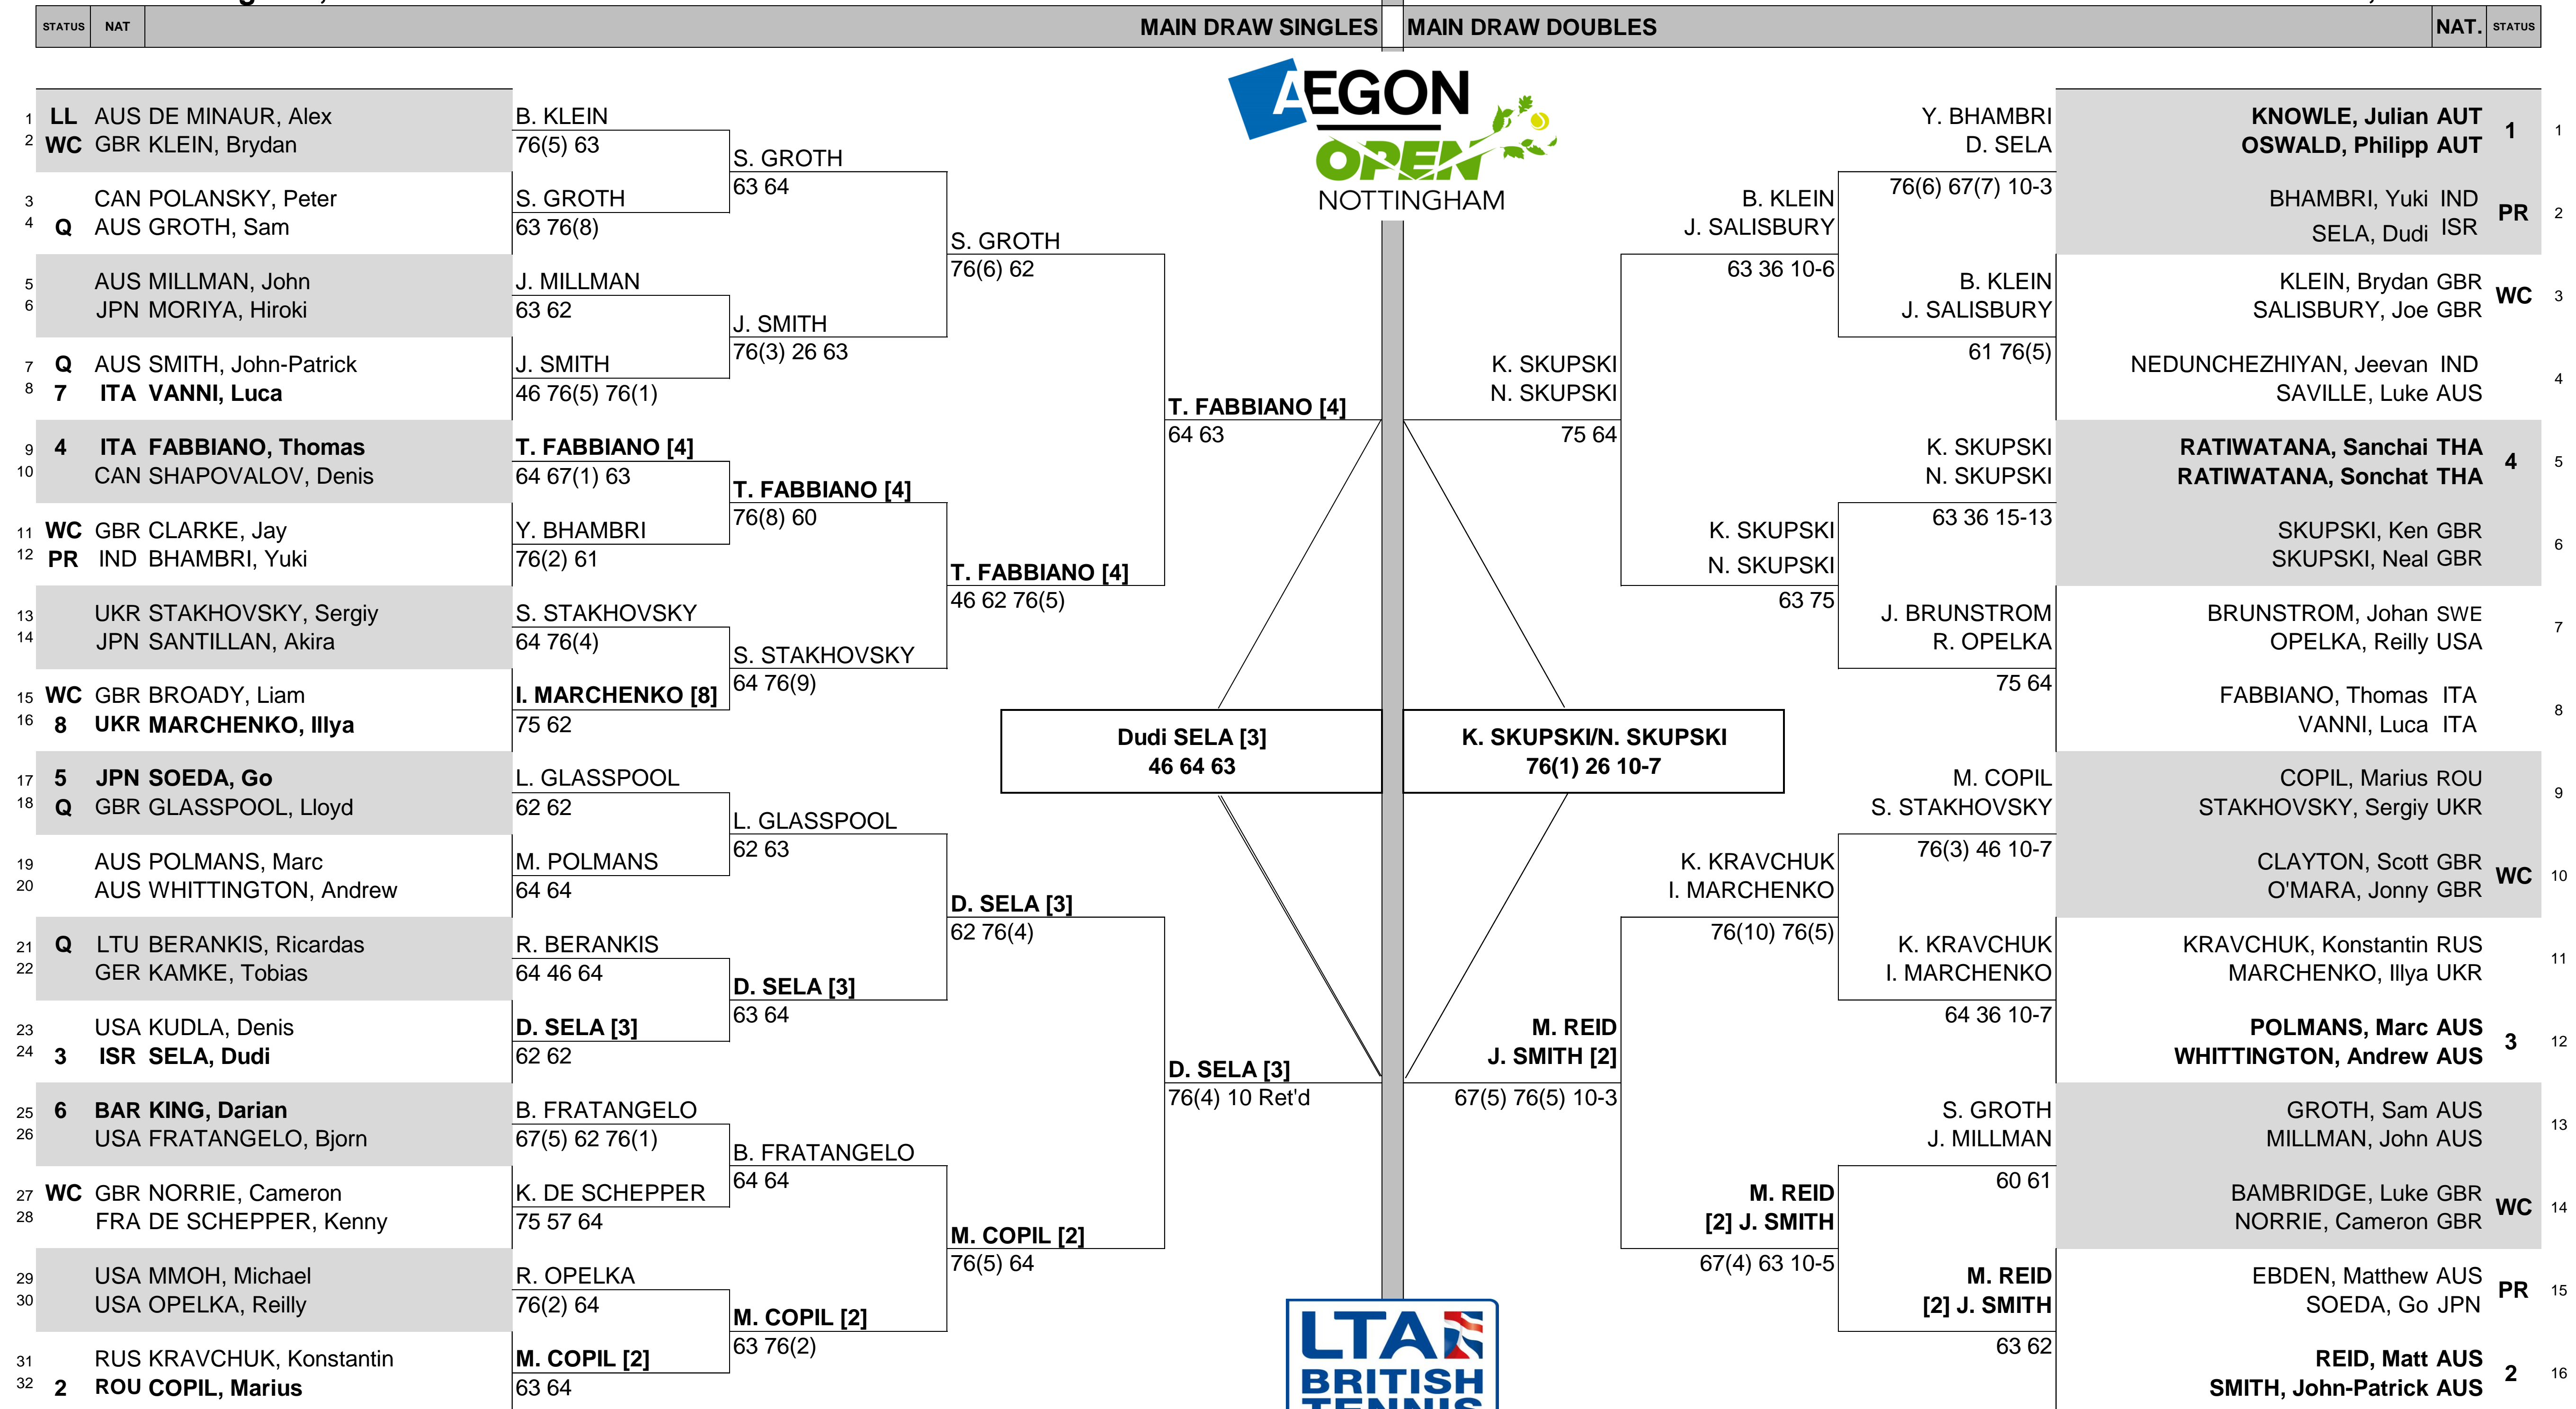 STATUS NAT MAIN DRAW SINGLES MAIN DRAW DOUBLES NAT. STATUS
AEGON
OPEN
NOTTINGHAM
1 LL AUS DE MINAUR, Alex
2 WC GBR KLEIN, Brydan
3 CAN POLANSKY, Peter
4 Q AUS GROTH, Sam
5 AUS MILLMAN, John
6 JPN MORIYA, Hiroki
7 Q AUS SMITH, John-Patrick
8 7 ITA VANNI, Luca
9 4 ITA FABBIANO, Thomas
10 CAN SHAPOVALOV, Denis
11 WC GBR CLARKE, Jay
12 PR IND BHAMBRI, Yuki
13 UKR STAKHOVSKY, Sergiy
14 JPN SANTILLAN, Akira
15 WC GBR BROADY, Liam
16 8 UKR MARCHENKO, Illya
17 5 JPN SOEDA, Go
18 Q GBR GLASSPOOL, Lloyd
19 AUS POLMANS, Marc
20 AUS WHITTINGTON, Andrew
21 Q LTU BERANKIS, Ricardas
22 GER KAMKE, Tobias
23 USA KUDLA, Denis
24 3 ISR SELA, Dudi
25 6 BAR KING, Darian
26 USA FRATANGELO, Bjorn
27 WC GBR NORRIE, Cameron
28 FRA DE SCHEPPER, Kenny
29 USA MMOH, Michael
30 USA OPELKA, Reilly
31 RUS KRAVCHUK, Konstantin
32 2 ROU COPIL, Marius
B. KLEIN
76(5) 63
S. GROTH
63 76(8)
J. MILLMAN
63 62
J. SMITH
46 76(5) 76(1)
T. FABBIANO [4]
64 67(1) 63
Y. BHAMBRI
76(2) 61
S. STAKHOVSKY
64 76(4)
I. MARCHENKO [8]
75 62
L. GLASSPOOL
62 62
M. POLMANS
64 64
R. BERANKIS
64 46 64
D. SELA [3]
62 62
B. FRATANGELO
67(5) 62 76(1)
K. DE SCHEPPER
75 57 64
R. OPELKA
76(2) 64
M. COPIL [2]
63 64
S. GROTH
63 64
J. SMITH
76(3) 26 63
T. FABBIANO [4]
76(8) 60
S. STAKHOVSKY
64 76(9)
L. GLASSPOOL
62 63
D. SELA [3]
63 64
B. FRATANGELO
64 64
M. COPIL [2]
63 76(2)
S. GROTH
76(6) 62
T. FABBIANO [4]
46 62 76(5)
D. SELA [3]
62 76(4)
M. COPIL [2]
76(5) 64
T. FABBIANO [4]
64 63
D. SELA [3]
76(4) 10 Ret'd
Dudi SELA [3]
46 64 63
K. SKUPSKI/N. SKUPSKI
76(1) 26 10-7
K. SKUPSKI
N. SKUPSKI
75 64
M. REID
J. SMITH [2]
67(5) 76(5) 10-3
B. KLEIN
J. SALISBURY
63 36 10-6
K. SKUPSKI
N. SKUPSKI
63 75
K. KRAVCHUK
I. MARCHENKO
76(10) 76(5)
M. REID
[2] J. SMITH
67(4) 63 10-5
Y. BHAMBRI
D. SELA
76(6) 67(7) 10-3
B. KLEIN
J. SALISBURY
61 76(5)
K. SKUPSKI
N. SKUPSKI
63 36 15-13
J. BRUNSTROM
R. OPELKA
75 64
M. COPIL
S. STAKHOVSKY
76(3) 46 10-7
K. KRAVCHUK
I. MARCHENKO
64 36 10-7
S. GROTH
J. MILLMAN
60 61
M. REID
[2] J. SMITH
63 62
KNOWLE, Julian AUT
OSWALD, Philipp AUT
1 1
BHAMBRI, Yuki IND
SELA, Dudi ISR
PR 2
KLEIN, Brydan GBR
SALISBURY, Joe GBR
WC 3
NEDUNCHEZHIYAN, Jeevan IND
SAVILLE, Luke AUS
4
RATIWATANA, Sanchai THA
RATIWATANA, Sonchat THA
4 5
SKUPSKI, Ken GBR
SKUPSKI, Neal GBR
6
BRUNSTROM, Johan SWE
OPELKA, Reilly USA
7
FABBIANO, Thomas ITA
VANNI, Luca ITA
8
COPIL, Marius ROU
STAKHOVSKY, Sergiy UKR
9
CLAYTON, Scott GBR
O'MARA, Jonny GBR
WC 10
KRAVCHUK, Konstantin RUS
MARCHENKO, Illya UKR
11
POLMANS, Marc AUS
WHITTINGTON, Andrew AUS
3 12
GROTH, Sam AUS
MILLMAN, John AUS
13
BAMBRIDGE, Luke GBR
NORRIE, Cameron GBR
WC 14
EBDEN, Matthew AUS
SOEDA, Go JPN
PR 15
REID, Matt AUS
SMITH, John-Patrick AUS
2 16
LTA
BRITISH
TENNIS